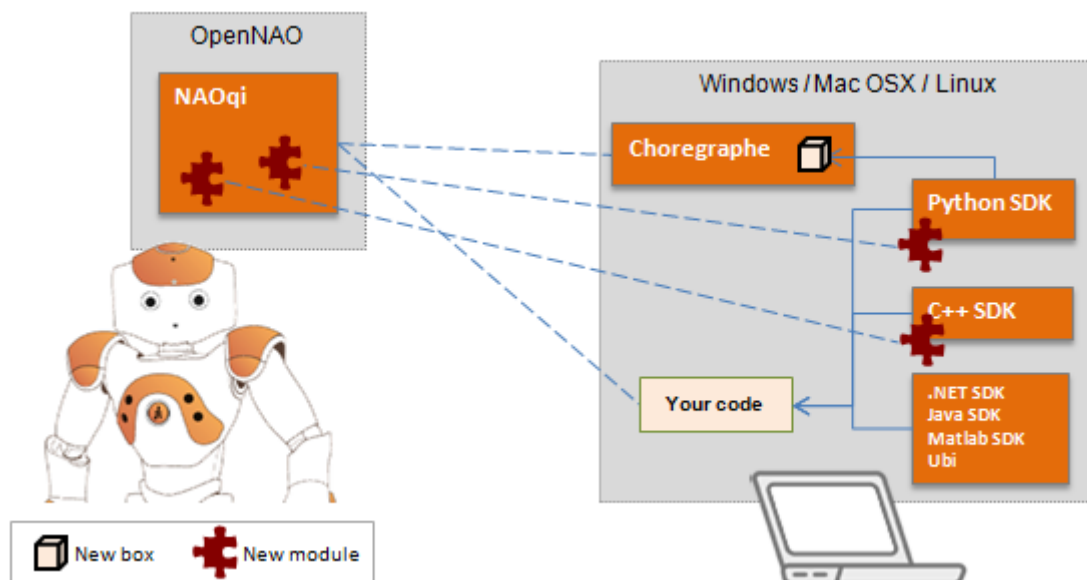 OpenNAO
NAOqi
Windows / Mac OSX / Linux
Choregraphe
Python SDK
C++ SDK
Your code
.NET SDK
Java SDK
Matlab SDK
Ubi
New box
New module